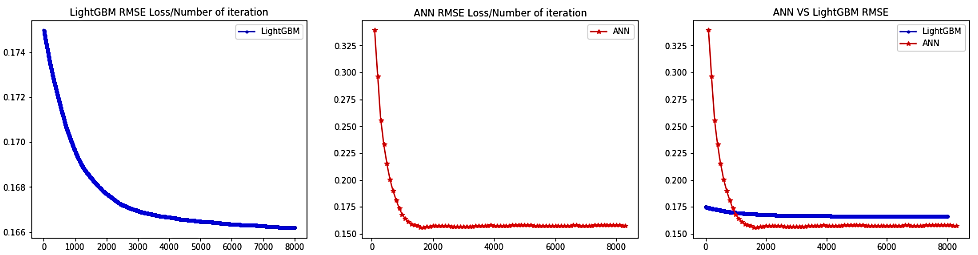 LightGBM RMSE Loss/Number of iteration
LightGBM
0.174
0.172
0.170
0.168
0.166
0 1000 2000 3000 4000 5000 6000 7000 8000
ANN RMSE Loss/Number of iteration
ANN
0.325
0.300
0.275
0.250
0.225
0.200
0.175
0.150
0 2000 4000 6000 8000
ANN VS LightGBM RMSE
LightGBM
ANN
0.325
0.300
0.275
0.250
0.225
0.200
0.175
0.150
0 2000 4000 6000 8000